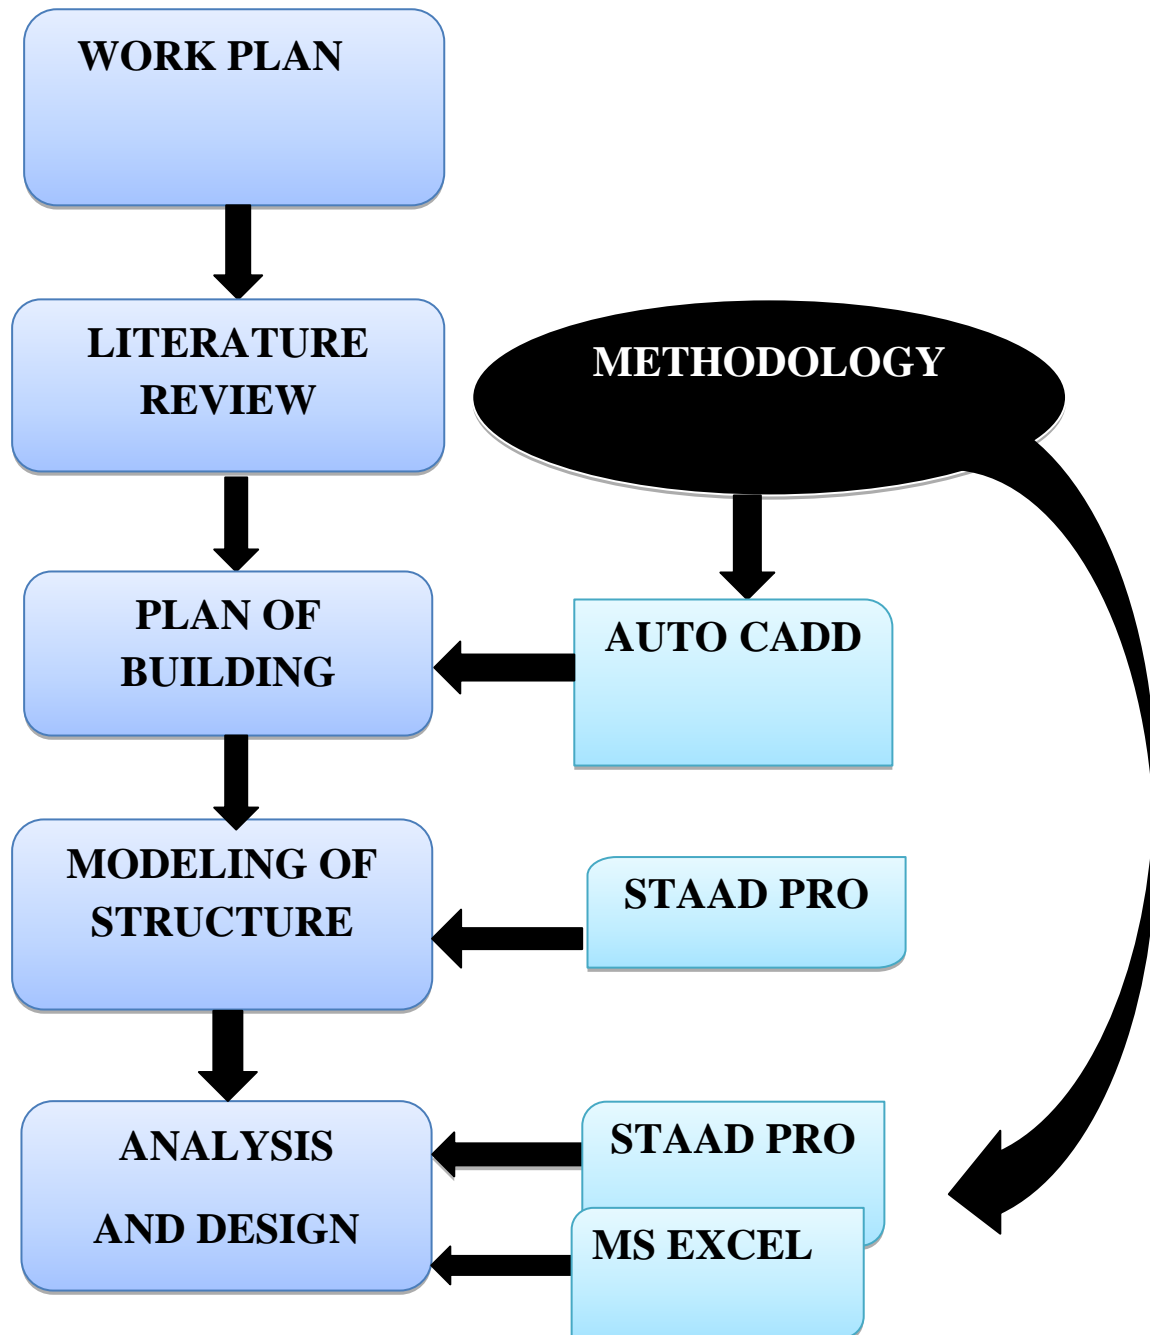 WORK PLAN
LITERATURE
REVIEW
METHODOLOGY
PLAN OF
BUILDING
AUTO CADD
MODELING OF
STRUCTURE
STAAD PRO
ANALYSIS
AND DESIGN
STAAD PRO
MS EXCEL